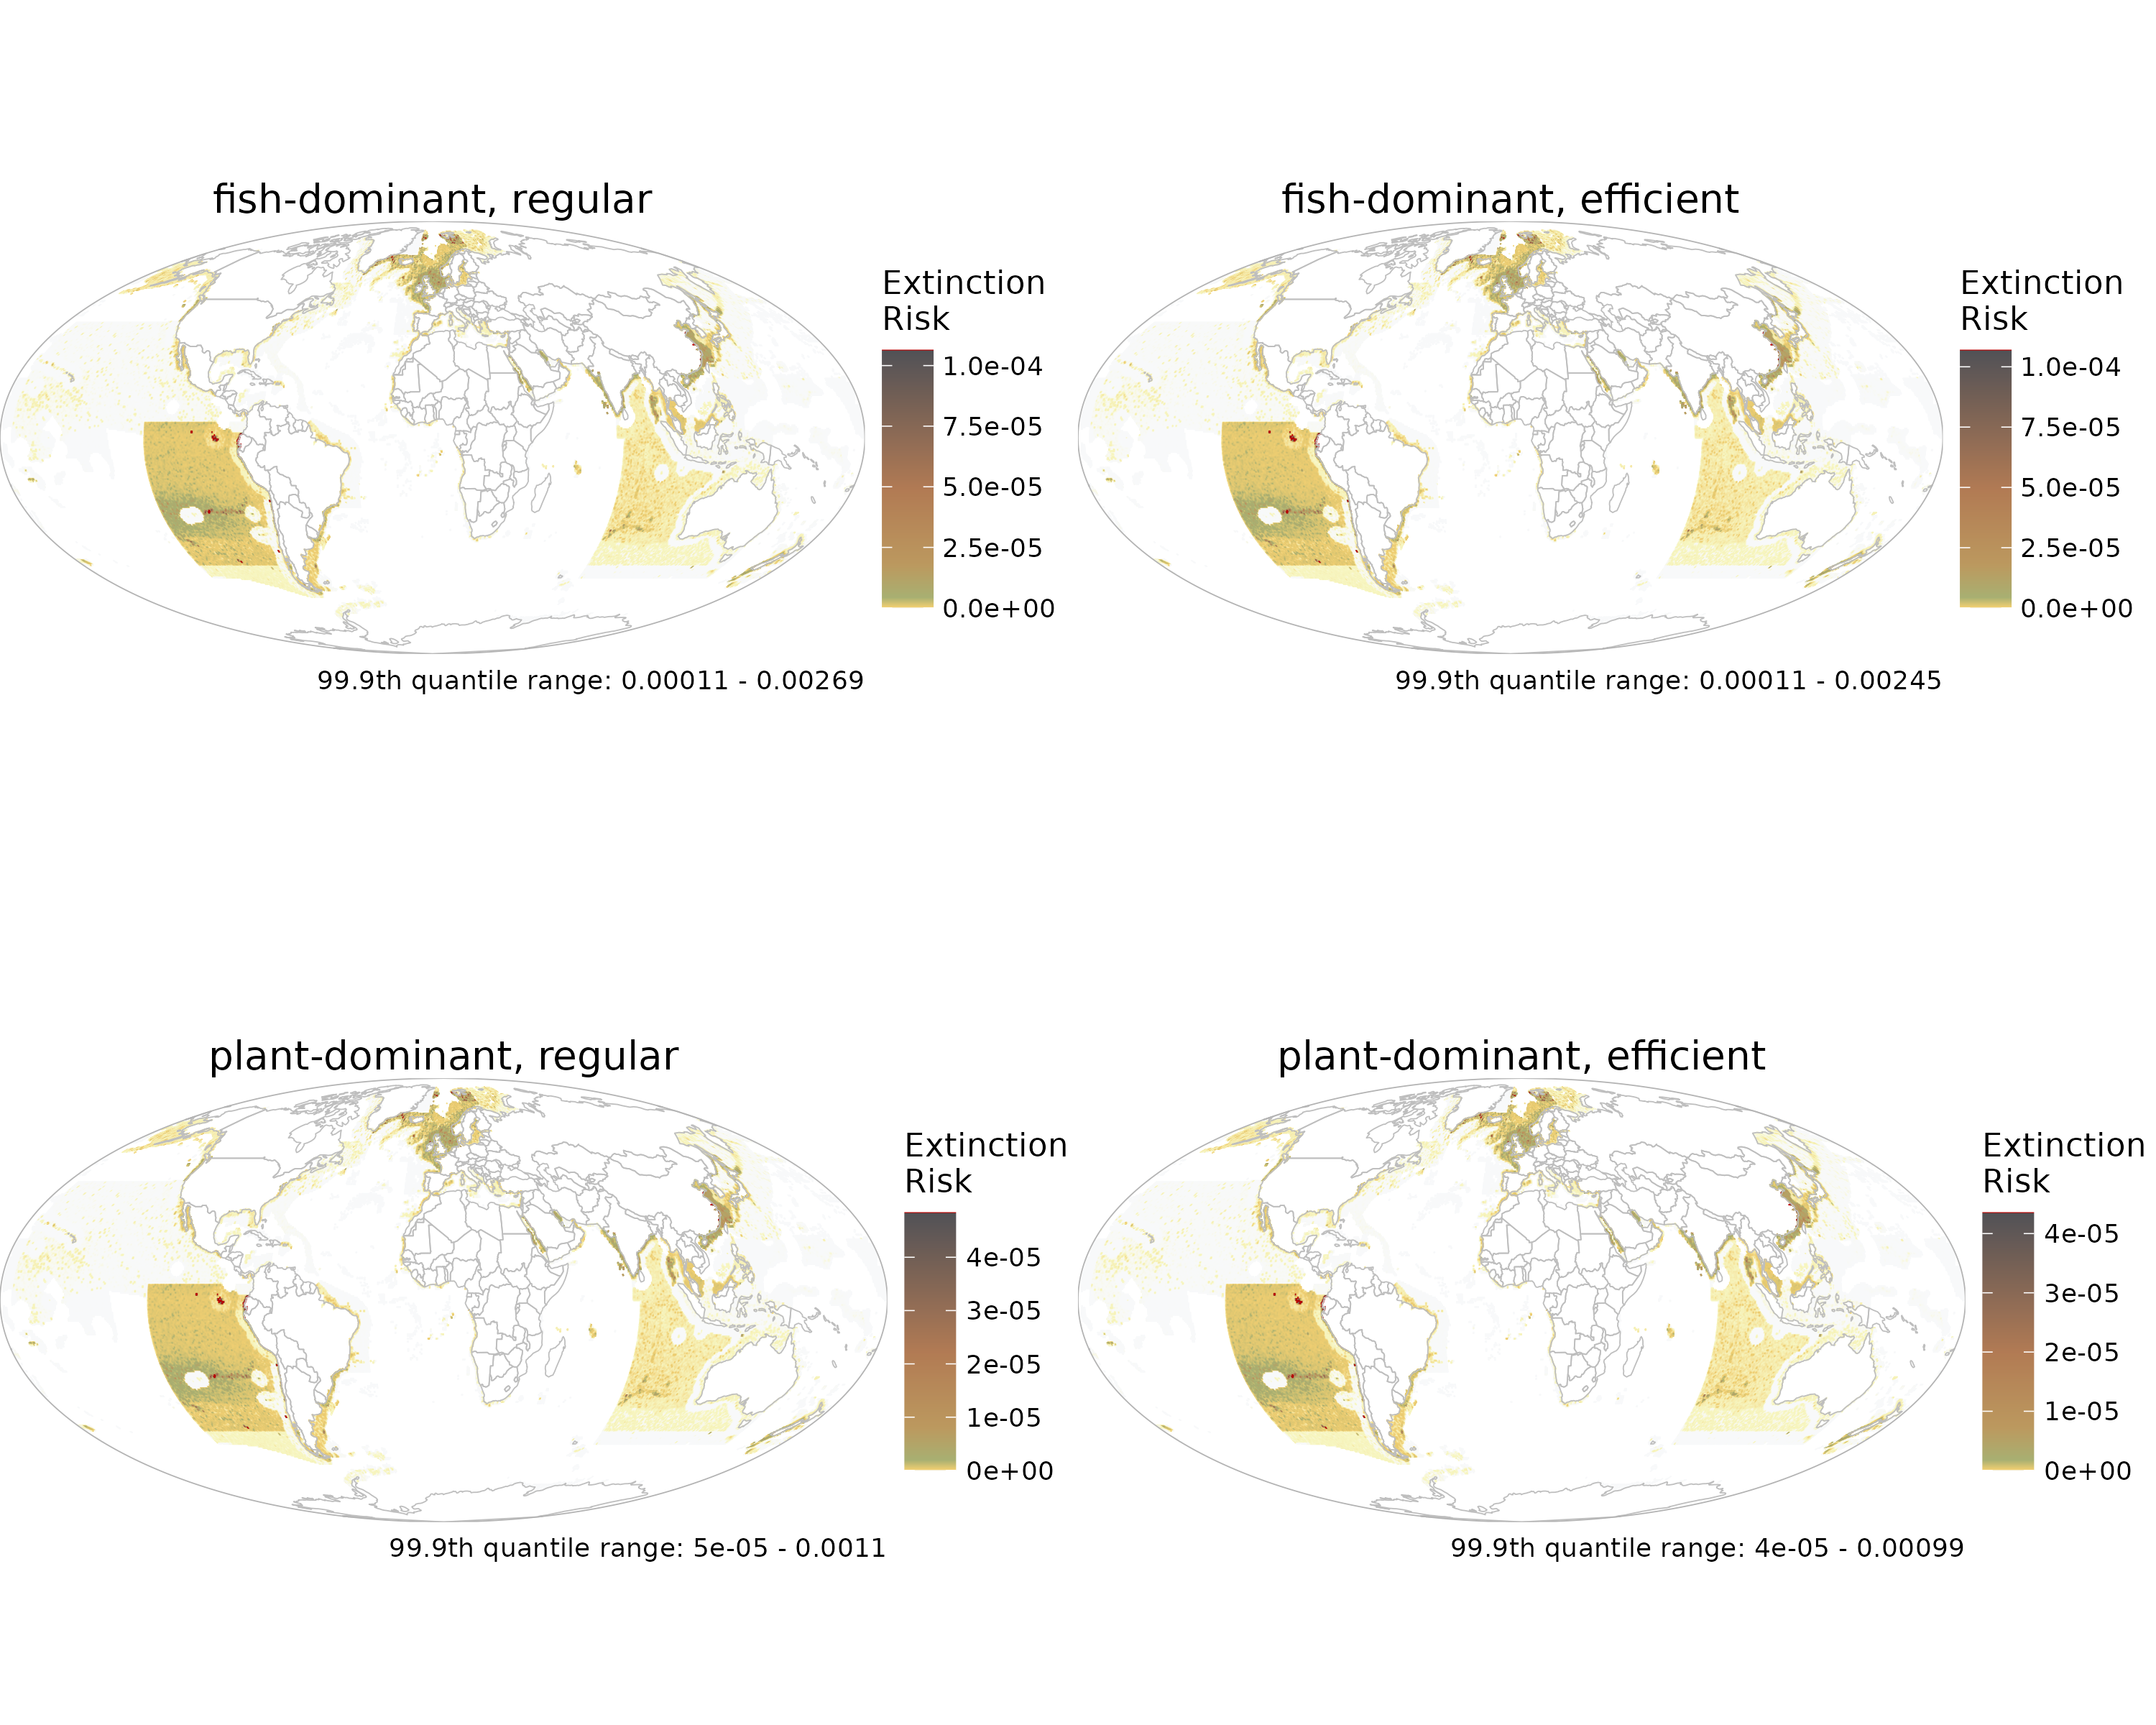 fish-dominant, regular
Extinction
Risk
1.0e-04
7.5e-05
5.0e-05
2.5e-05
0.0e+00
99.9th quantile range: 0.00011 - 0.00269
fish-dominant, efficient
Extinction
Risk
1.0e-04
7.5e-05
5.0e-05
2.5e-05
0.0e+00
99.9th quantile range: 0.00011 - 0.00245
plant-dominant, regular
Extinction
Risk
4e-05
3e-05
2e-05
1e-05
0e+00
99.9th quantile range: 5e-05 - 0.0011
plant-dominant, efficient
Extinction
Risk
4e-05
3e-05
2e-05
1e-05
0e+00
99.9th quantile range: 4e-05 - 0.00099